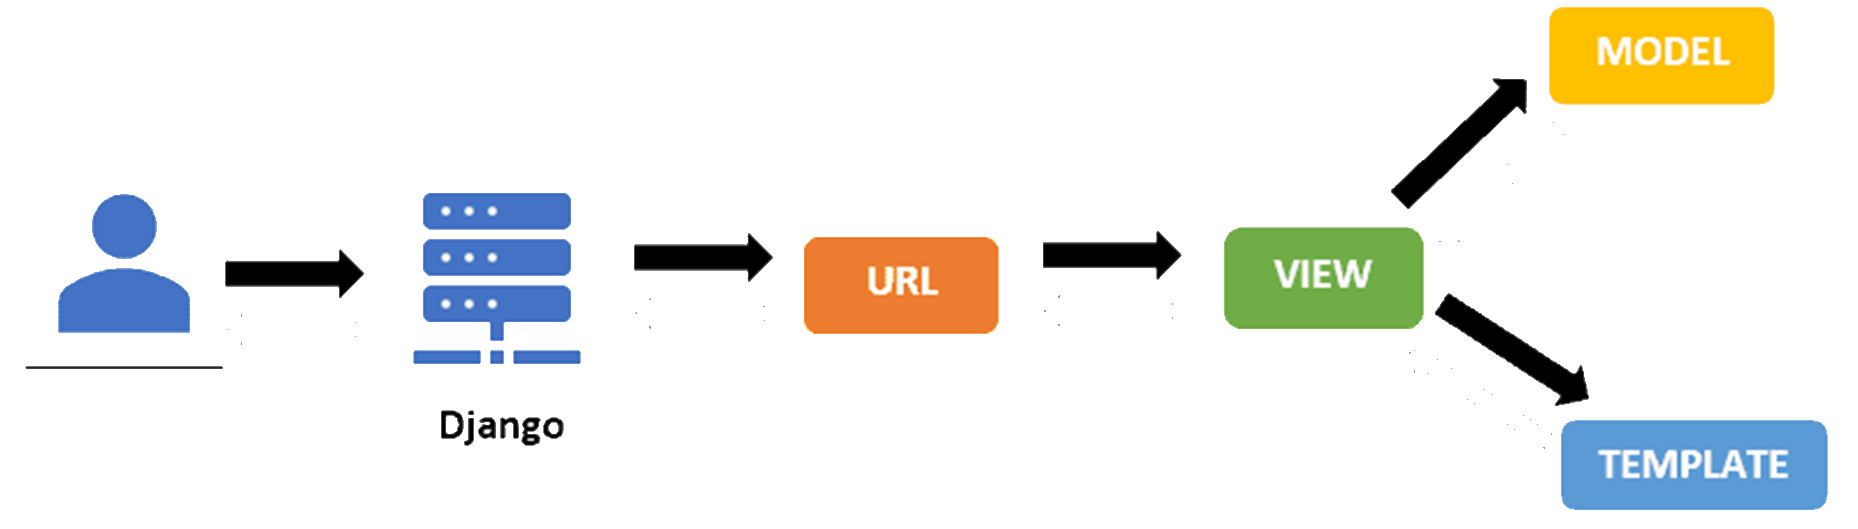 MODEL
URL
VIEW
Django
TEMPLATE